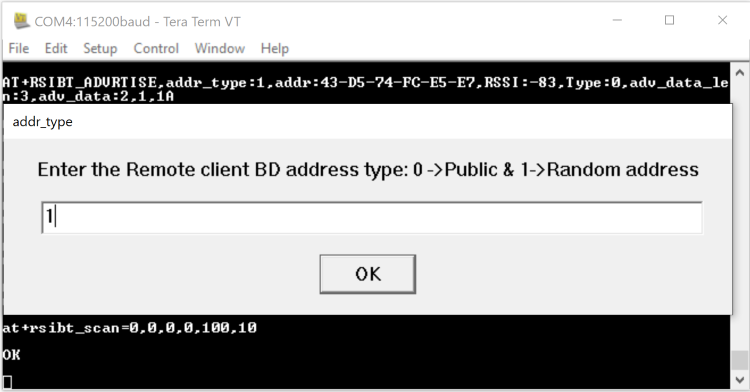 COM4:115200baud - Tera Term VT
File Edit Setup Control Window Help
AT+RSIBT_ADVRTISE,addr_type:1,addr:43-D5-74-FC-E5-E7,RSSI:-83,Type:0,adv_data_le
n:3,adv_data:2,1,1A
addr_type
Enter the Remote client BD address type: 0 ->Public & 1->Random address
1
OK
at+rsibt_scan=0,0,0,0,100,10
OK